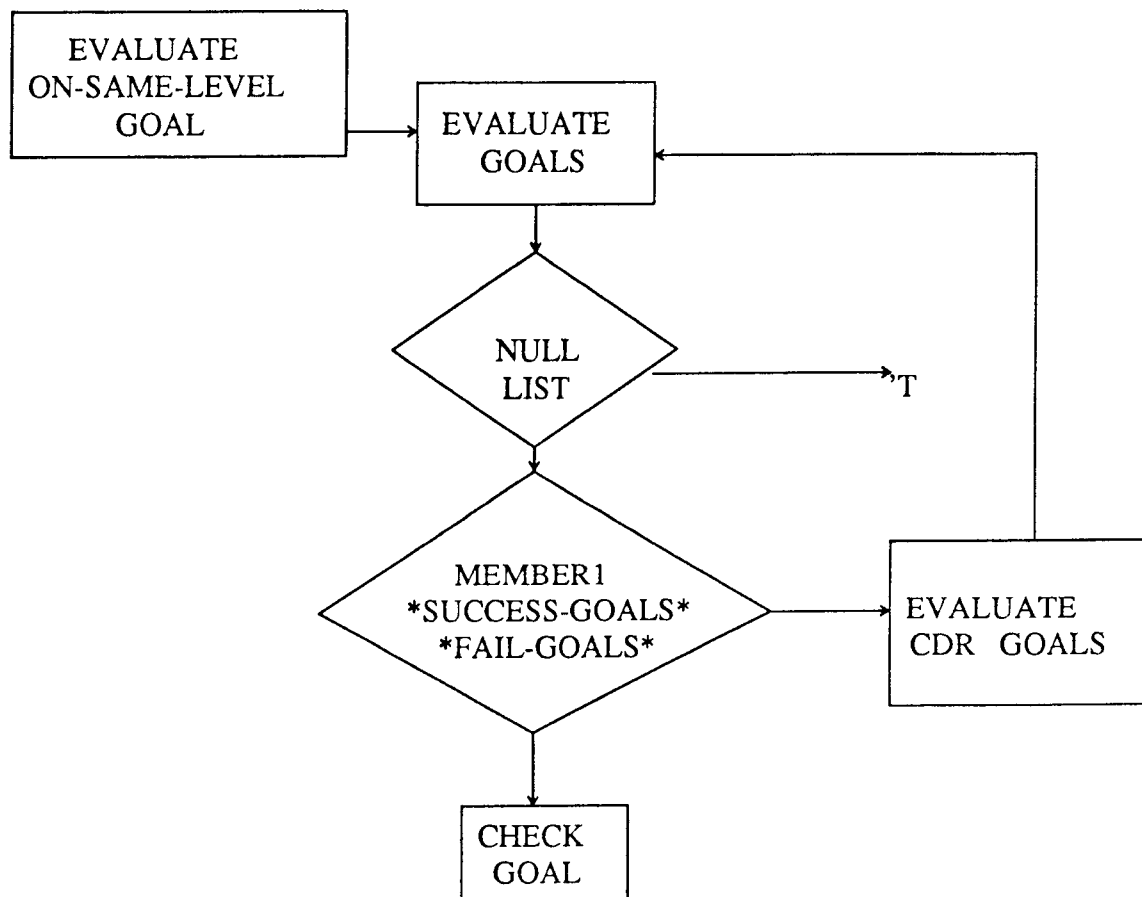 EVALUATE
ON-SAME-LEVEL
GOAL
EVALUATE
GOALS
NULL
LIST
'T
MEMBER1
*SUCCESS-GOALS*
*FAIL-GOALS*
EVALUATE
CDR GOALS
CHECK
GOAL